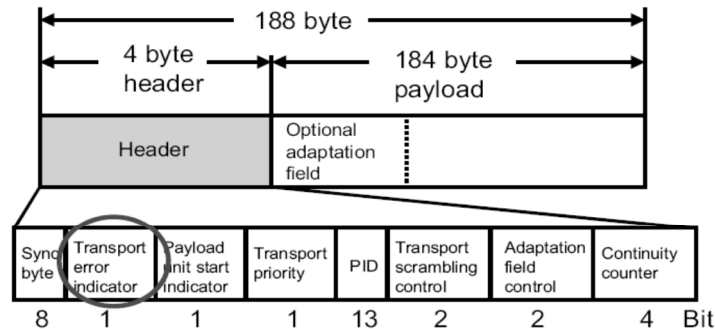 188 byte
4 byte
header
184 byte
payload
Header
Optional
adaptation
field
Sync
byte
Transport
error
indicator
Payload
unit start
indicator
Transport
priority
PID
Transport
scrambling
control
Adaptation
field
control
Continuity
counter
8 1 1 1 13 2 2 4 Bit